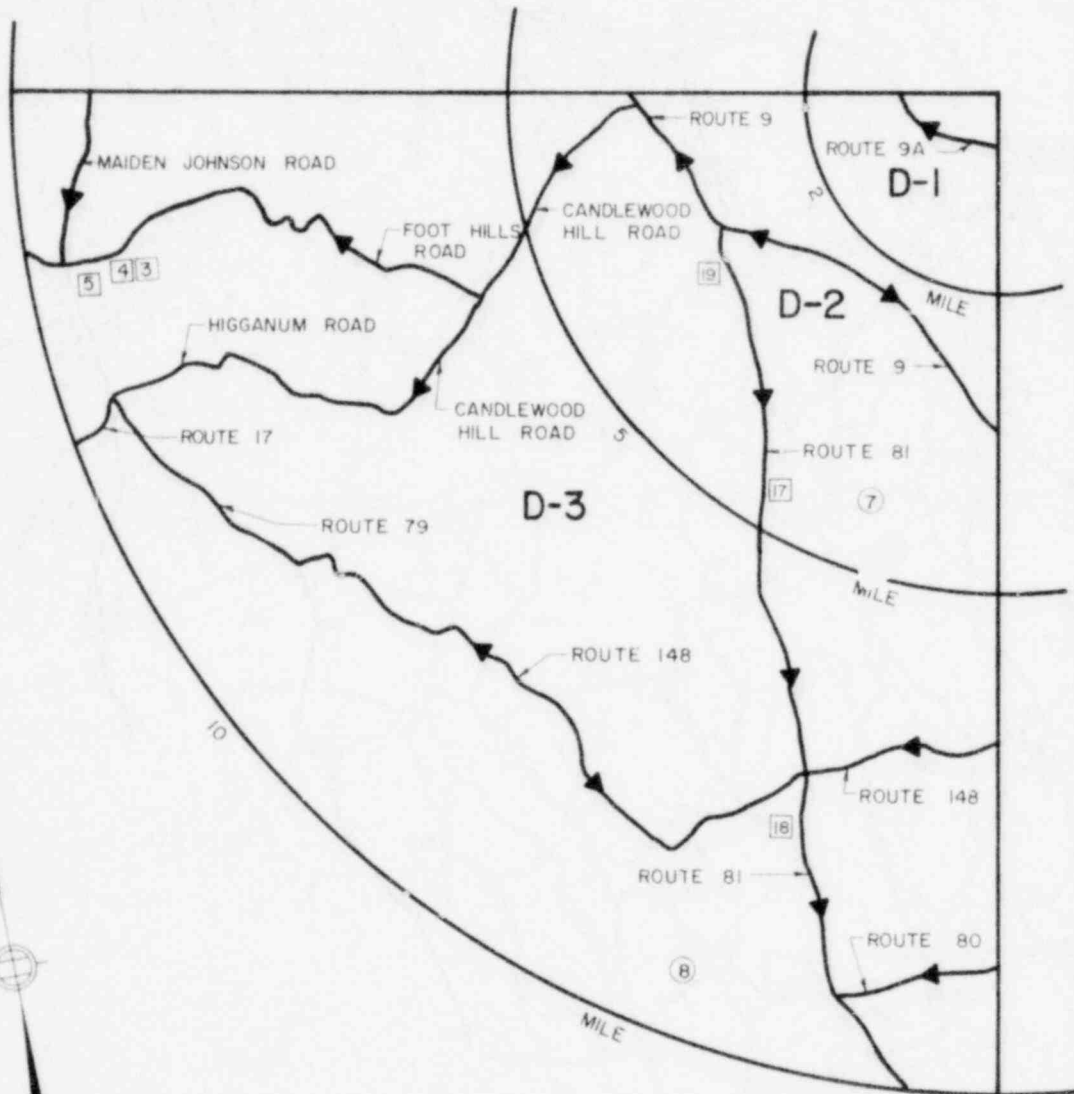 ROUTE 9
ROUTE 9A
MAIDEN JOHNSON ROAD
D-1
2
CANDLEWOOD
HILL ROAD
FOOT HILLS
ROAD
5
4
3
19
MILE
D-2
HIGGANUM ROAD
ROUTE 9
CANDLEWOOD
HILL ROAD
ROUTE 17
5
ROUTE 81
17
7
D-3
ROUTE 79
MILE
ROUTE 148
10
ROUTE 148
18
ROUTE 81
ROUTE 80
8
MILE